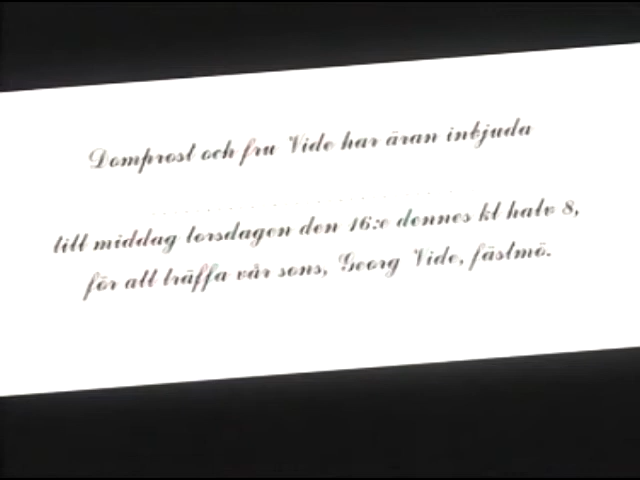 Domprost och fru Vide har äran inbjuda
till middag torsdagen den 16:e dennes kl halv 8,
för att träffa vår sons, Georg Vide, fästmö.